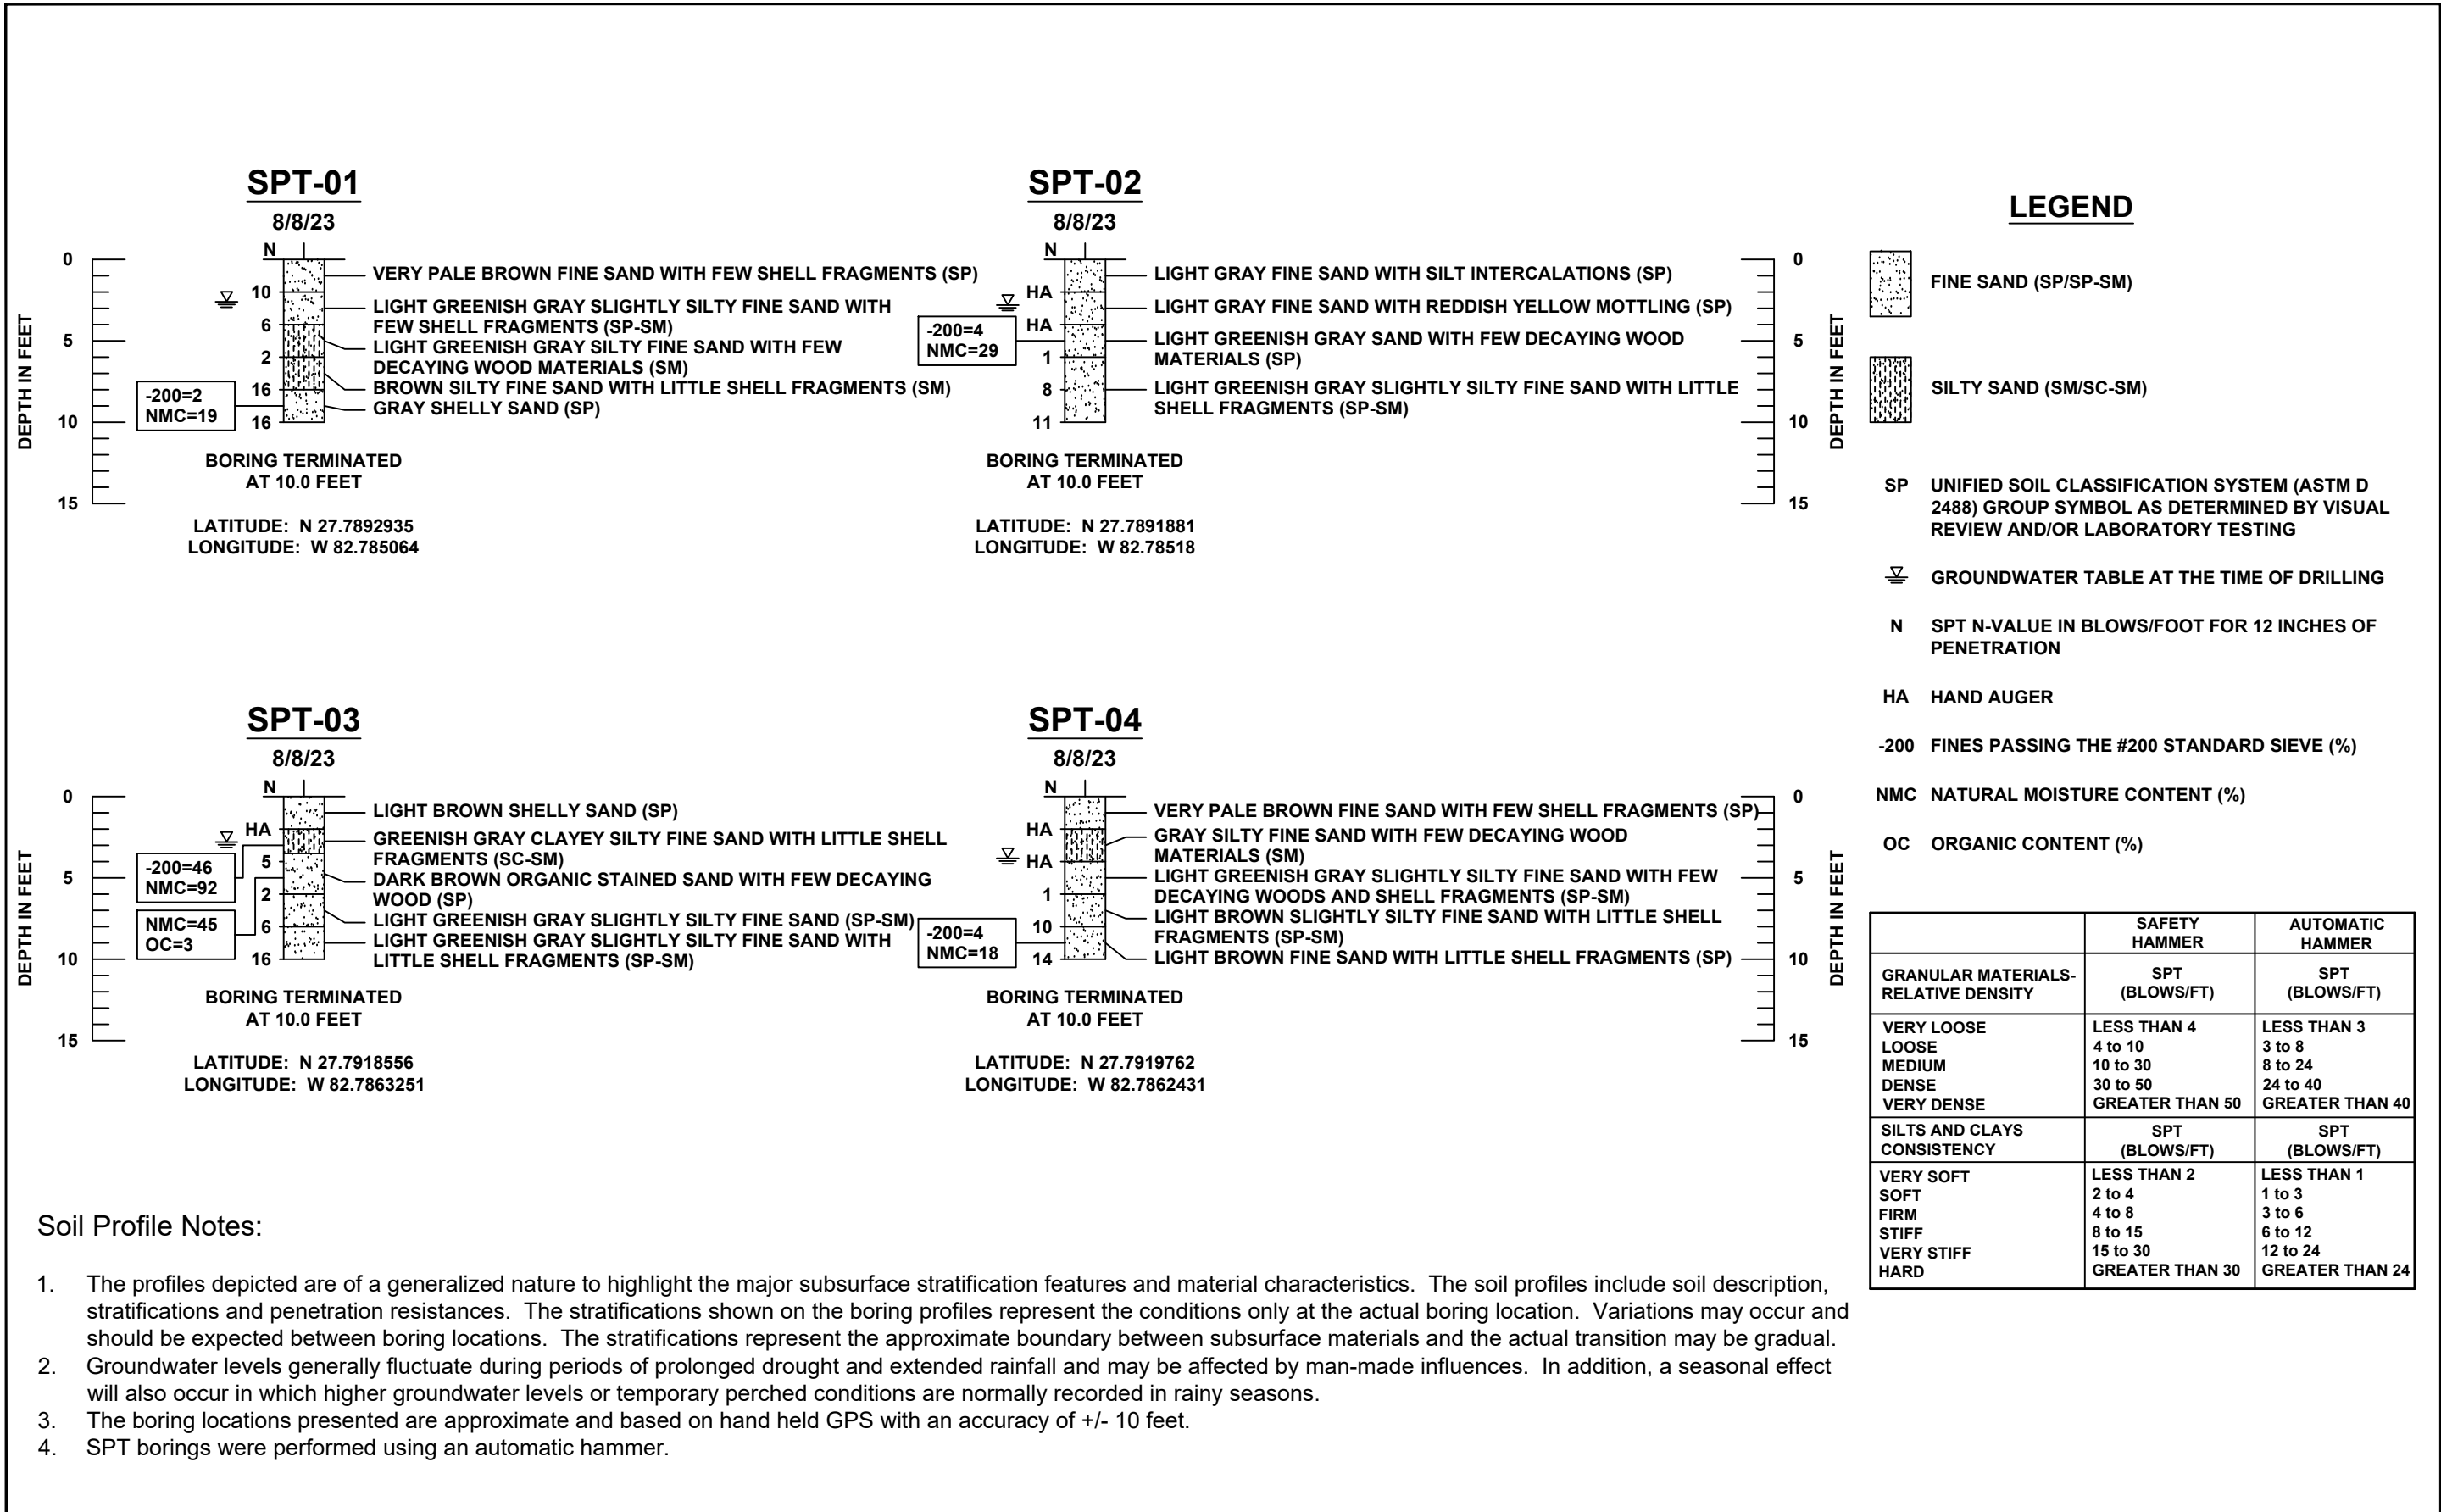 SPT-01
8/8/23
N
0
5
10
15
DEPTH IN FEET
10
6
2
16
16
-200=2
NMC=19
VERY PALE BROWN FINE SAND WITH FEW SHELL FRAGMENTS (SP)
LIGHT GREENISH GRAY SLIGHTLY SILTY FINE SAND WITH
FEW SHELL FRAGMENTS (SP-SM)
LIGHT GREENISH GRAY SILTY FINE SAND WITH FEW
DECAYING WOOD MATERIALS (SM)
BROWN SILTY FINE SAND WITH LITTLE SHELL FRAGMENTS (SM)
GRAY SHELLY SAND (SP)
BORING TERMINATED
AT 10.0 FEET
LATITUDE: N 27.7892935
LONGITUDE: W 82.785064
SPT-02
8/8/23
N
HA
HA
1
8
11
-200=4
NMC=29
LIGHT GRAY FINE SAND WITH SILT INTERCALATIONS (SP)
LIGHT GRAY FINE SAND WITH REDDISH YELLOW MOTTLING (SP)
LIGHT GREENISH GRAY SAND WITH FEW DECAYING WOOD
MATERIALS (SP)
LIGHT GREENISH GRAY SLIGHTLY SILTY FINE SAND WITH LITTLE
SHELL FRAGMENTS (SP-SM)
BORING TERMINATED
AT 10.0 FEET
LATITUDE: N 27.7891881
LONGITUDE: W 82.78518
0
5
10
15
DEPTH IN FEET
SPT-03
8/8/23
N
0
5
10
15
DEPTH IN FEET
HA
5
2
6
16
-200=46
NMC=92
NMC=45
OC=3
LIGHT BROWN SHELLY SAND (SP)
GREENISH GRAY CLAYEY SILTY FINE SAND WITH LITTLE SHELL
FRAGMENTS (SC-SM)
DARK BROWN ORGANIC STAINED SAND WITH FEW DECAYING
WOOD (SP)
LIGHT GREENISH GRAY SLIGHTLY SILTY FINE SAND (SP-SM)
LIGHT GREENISH GRAY SLIGHTLY SILTY FINE SAND WITH
LITTLE SHELL FRAGMENTS (SP-SM)
BORING TERMINATED
AT 10.0 FEET
LATITUDE: N 27.7918556
LONGITUDE: W 82.7863251
SPT-04
8/8/23
N
HA
HA
1
10
14
-200=4
NMC=18
VERY PALE BROWN FINE SAND WITH FEW SHELL FRAGMENTS (SP)
GRAY SILTY FINE SAND WITH FEW DECAYING WOOD
MATERIALS (SM)
LIGHT GREENISH GRAY SLIGHTLY SILTY FINE SAND WITH FEW
DECAYING WOODS AND SHELL FRAGMENTS (SP-SM)
LIGHT BROWN SLIGHTLY SILTY FINE SAND WITH LITTLE SHELL
FRAGMENTS (SP-SM)
LIGHT BROWN FINE SAND WITH LITTLE SHELL FRAGMENTS (SP)
BORING TERMINATED
AT 10.0 FEET
LATITUDE: N 27.7919762
LONGITUDE: W 82.7862431
0
5
10
15
DEPTH IN FEET
LEGEND
FINE SAND (SP/SP-SM)
SILTY SAND (SM/SC-SM)
SP UNIFIED SOIL CLASSIFICATION SYSTEM (ASTM D
2488) GROUP SYMBOL AS DETERMINED BY VISUAL
REVIEW AND/OR LABORATORY TESTING
GROUNDWATER TABLE AT THE TIME OF DRILLING
N SPT N-VALUE IN BLOWS/FOOT FOR 12 INCHES OF
PENETRATION
HA HAND AUGER
-200 FINES PASSING THE #200 STANDARD SIEVE (%)
NMC NATURAL MOISTURE CONTENT (%)
OC ORGANIC CONTENT (%)
SAFETY HAMMER AUTOMATIC HAMMER
GRANULAR MATERIALS- RELATIVE DENSITY SPT (BLOWS/FT) SPT (BLOWS/FT)
VERY LOOSE LESS THAN 4 LESS THAN 3
LOOSE 4 to 10 3 to 8
MEDIUM 10 to 30 8 to 24
DENSE 30 to 50 24 to 40
VERY DENSE GREATER THAN 50 GREATER THAN 40
SILTS AND CLAYS CONSISTENCY SPT (BLOWS/FT) SPT (BLOWS/FT)
VERY SOFT LESS THAN 2 LESS THAN 1
SOFT 2 to 4 1 to 3
FIRM 4 to 8 3 to 6
STIFF 8 to 15 6 to 12
VERY STIFF 15 to 30 12 to 24
HARD GREATER THAN 30 GREATER THAN 24
Soil Profile Notes:
1. The profiles depicted are of a generalized nature to highlight the major subsurface stratification features and material characteristics. The soil profiles include soil description,
stratifications and penetration resistances. The stratifications shown on the boring profiles represent the conditions only at the actual boring location. Variations may occur and
should be expected between boring locations. The stratifications represent the approximate boundary between subsurface materials and the actual transition may be gradual.
2. Groundwater levels generally fluctuate during periods of prolonged drought and extended rainfall and may be affected by man-made influences. In addition, a seasonal effect
will also occur in which higher groundwater levels or temporary perched conditions are normally recorded in rainy seasons.
3. The boring locations presented are approximate and based on hand held GPS with an accuracy of +/- 10 feet.
4. SPT borings were performed using an automatic hammer.